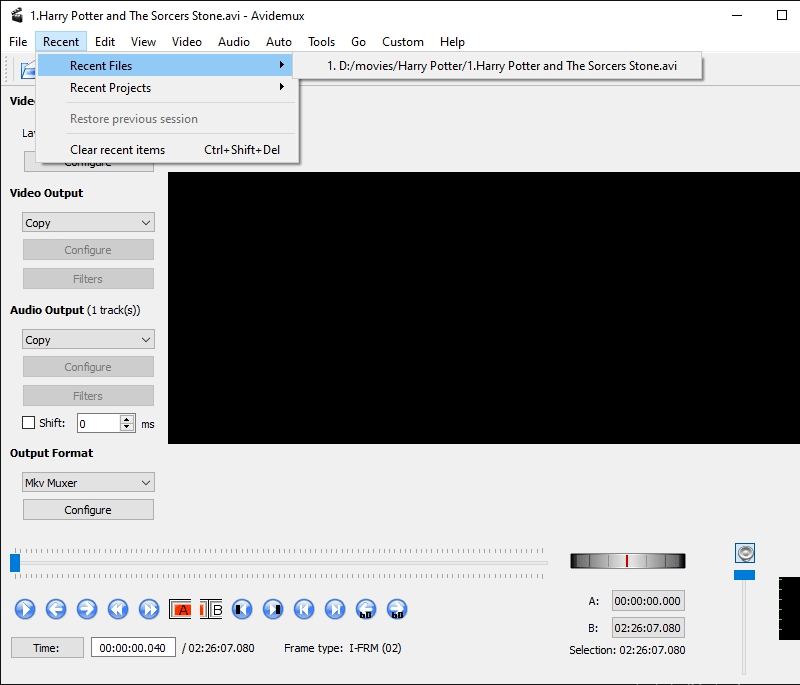 1.Harry Potter and The Sorcers Stone.avi - Avidemux
File Recent Edit View Video Audio Auto Tools Go Custom Help
Recent Files 1. D:/movies/Harry Potter/1.Harry Potter and The Sorcers Stone.avi
Recent Projects
Restore previous session
Clear recent items Ctrl+Shift+Del
Configure
Video Output
Copy
Configure
Filters
Audio Output (1 track(s))
Copy
Configure
Filters
Shift: 0 ms
Output Format
Mkv Muxer
Configure
A B
60 60
A: 00:00:00.000
B: 02:26:07.080
Time: 00:00:00.040 / 02:26:07.080 Frame type: I-FRM (02) Selection: 02:26:07.080